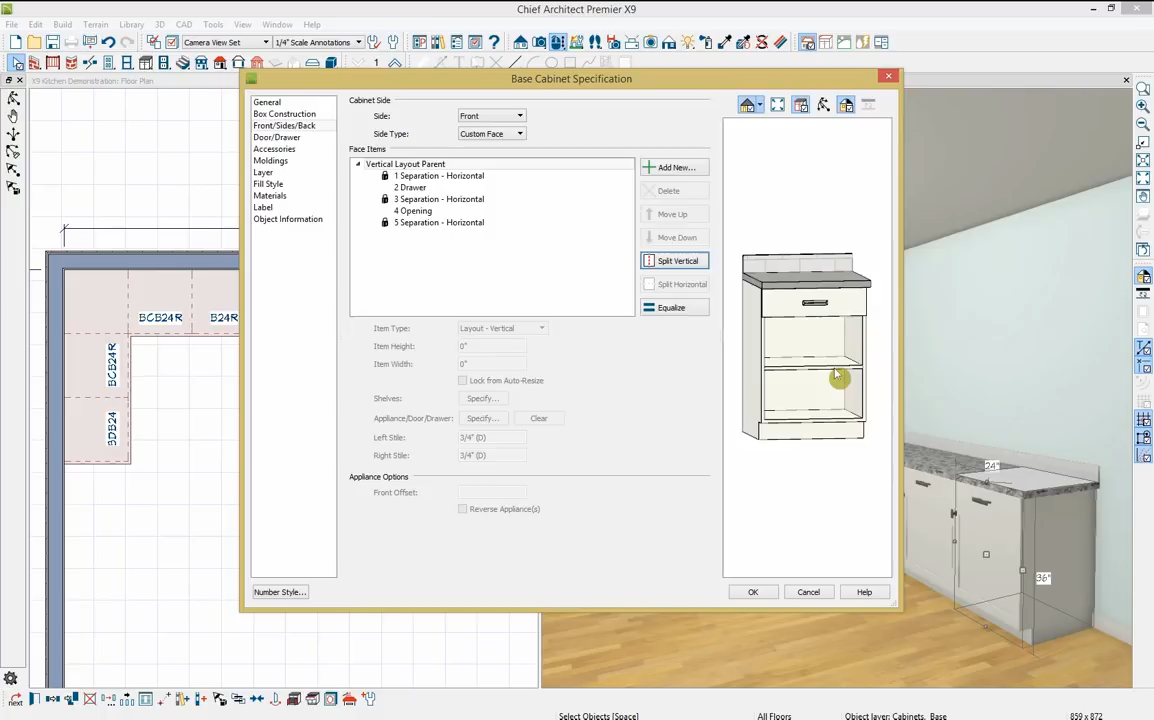 Chief Architect Premier X9
File Edit Build Terrain Library 3D CAD Tools Window Help
Camera View Set 1/4" Scale Annotations
X9 Kitchen Demonstration: Floor Plan
Base Cabinet Specification
General
Box Construction
Front/Sides/Back
Door/Drawer
Accessories
Moldings
Layer
Fill Style
Materials
Label
Object Information
Cabinet Side
Side: Front
Side Type: Custom Face
Face Items
Vertical Layout Parent
1 Separation - Horizontal
2 Drawer
3 Separation - Horizontal
4 Opening
5 Separation - Horizontal
Add New...
Delete
Move Up
Move Down
Split Vertical
Split Horizontal
Equalize
Item Type: Layout - Vertical
Item Height: 0"
Item Width: 0"
Lock from Auto-Resize
Shelves: Specify...
Appliance/Door/Drawer: Specify... Clear
Left Stile: 3/4" (D)
Right Stile: 3/4" (D)
Appliance Options
Front Offset:
Reverse Appliance(s)
Number Style...
OK Cancel Help
BCB24R
B24R
BCB24R
BDB24
24"
36"
next
1
Select Objects [Space]
All Floors
Object layer: Cabinets, Base
859 x 872